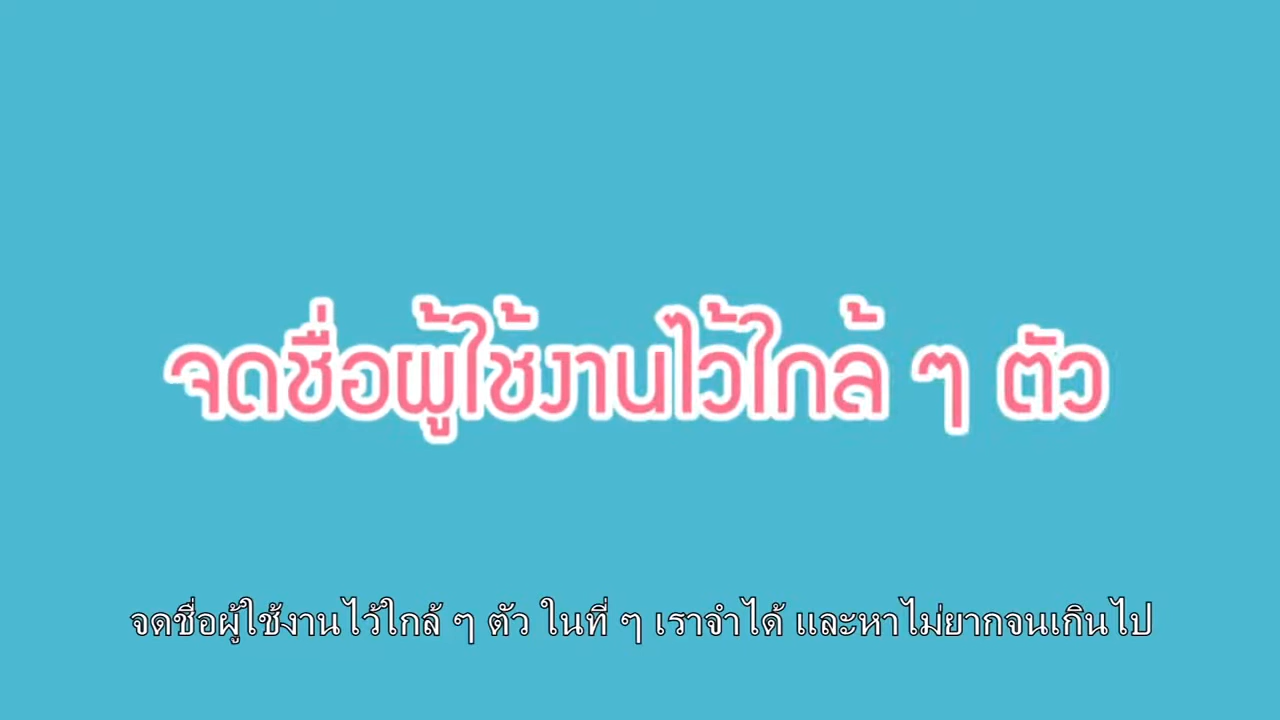 จดชื่อผู้ใช้งานไว้ใกล้ ๆ ตัว
จดชื่อผู้ใช้งานไว้ใกล้ ๆ ตัว ในที่ ๆ เราจำได้ และหาไม่ยากจนเกินไป